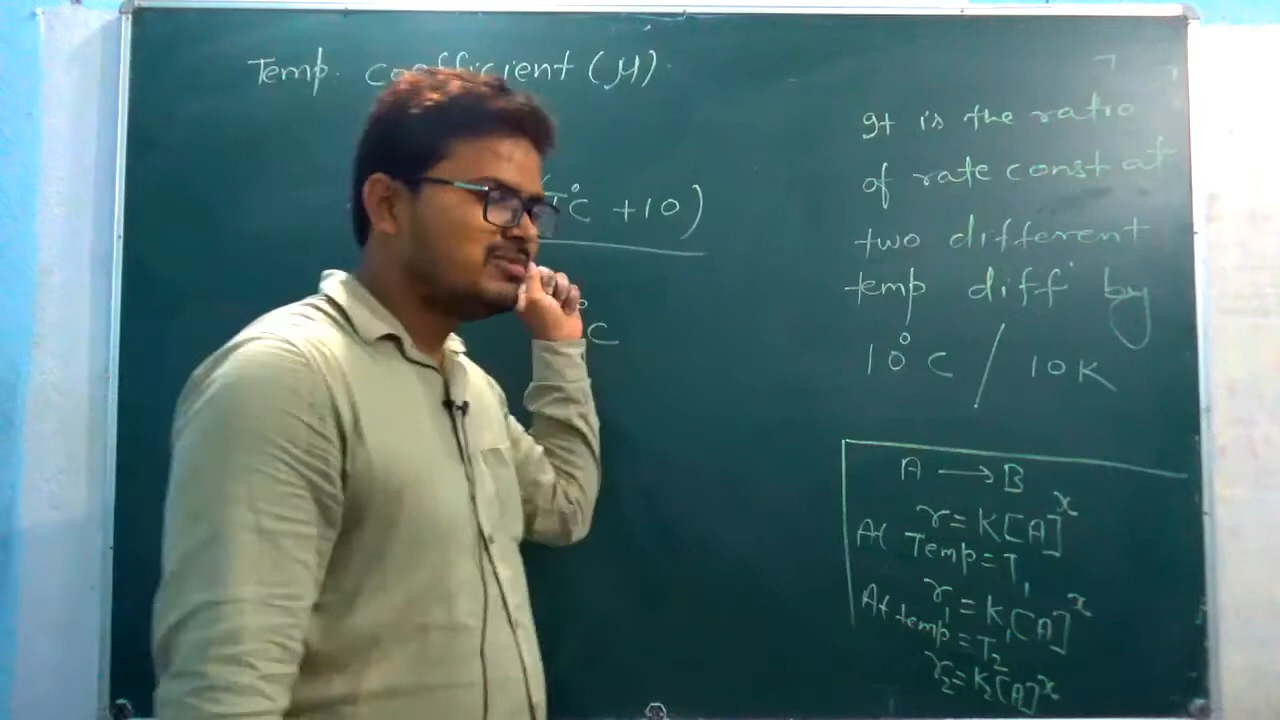 Temp. coefficient (μ).
(T°C +10)
°C
It is the ratio
of rate const at
two different
temp diff by
10°C / 10K
A → B
r = K[A]^x
At Temp = T₁
r₁ = K₁[A]^x
At temp = T₂
r₂ = K₂[A]^x